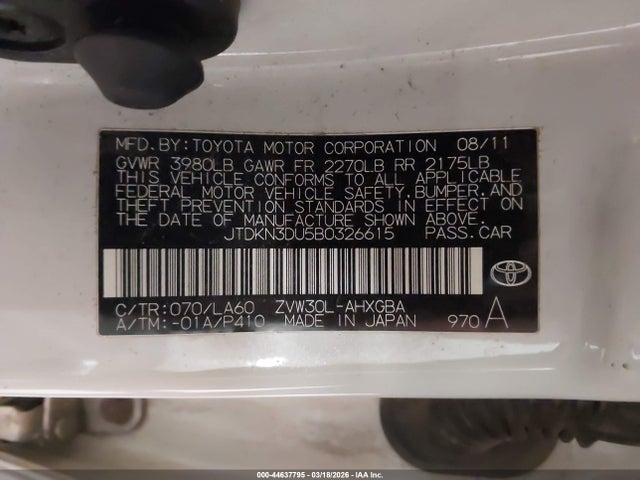 MFD.BY:TOYOTA MOTOR CORPORATION 08/11
GVWR 3980LB GAWR FR 2270LB RR 2175LB
THIS VEHICLE CONFORMS TO ALL APPLICABLE
FEDERAL MOTOR VEHICLE SAFETY,BUMPER,AND
THEFT PREVENTION STANDARDS IN EFFECT ON
THE DATE OF MANUFACTURE SHOWN ABOVE.
JTDKN3DU5B0326615 PASS.CAR
C/TR:070/LA60 ZVW30L-AHXGBA
A/TM:-01A/P410 MADE IN JAPAN 970 A
000-44637795 - 03/18/2026 - IAA Inc.